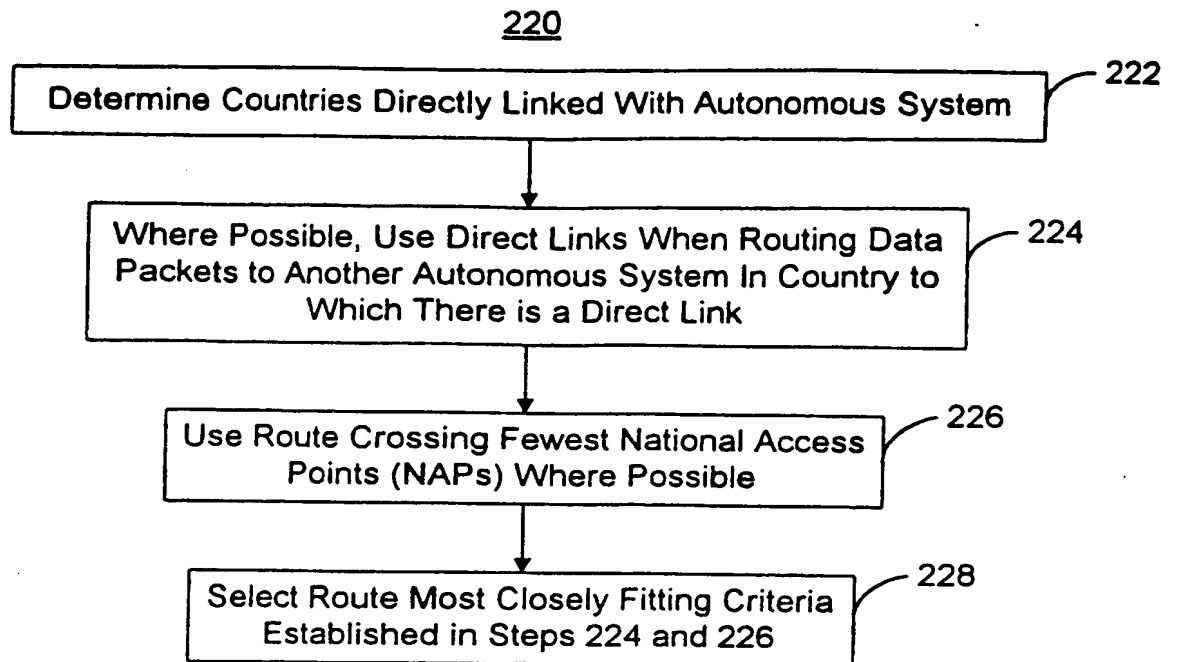 220
Determine Countries Directly Linked With Autonomous System
222
Where Possible, Use Direct Links When Routing Data
Packets to Another Autonomous System In Country to
Which There is a Direct Link
224
Use Route Crossing Fewest National Access
Points (NAPs) Where Possible
226
Select Route Most Closely Fitting Criteria
Established in Steps 224 and 226
228